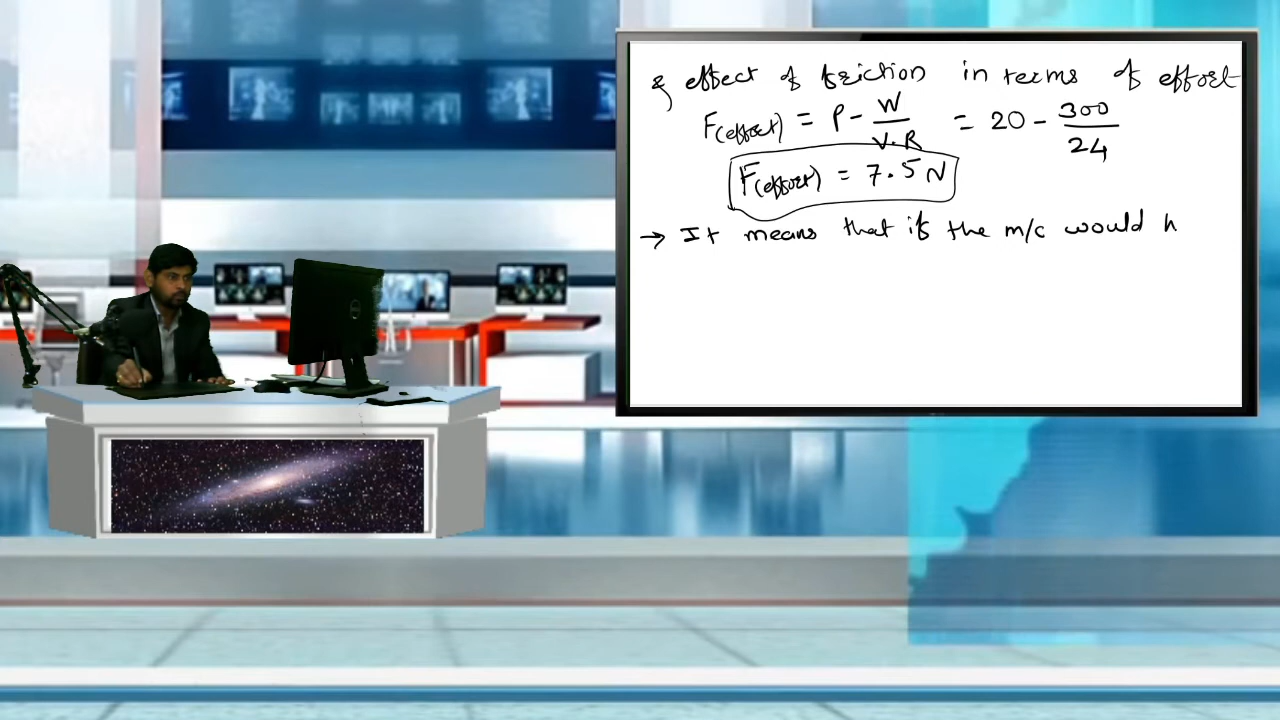 & effect of friction in terms of effort
F(effort) = P - W/V.R = 20 - 300/24
F(effort) = 7.5 N
→ It means that if the m/c would h